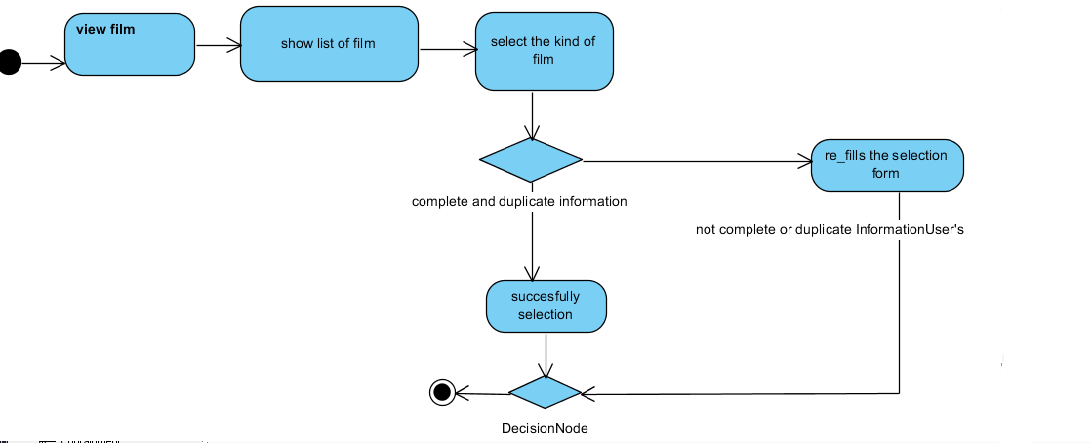 view film
show list of film
select the kind of
film
re_fills the selection
form
complete and duplicate information
not complete or duplicate InformationUser's
succesfully
selection
DecisionNode